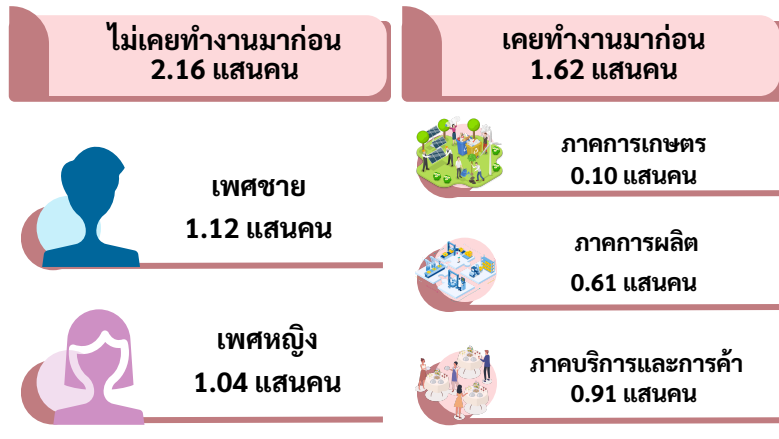 ไม่เคยทำงานมาก่อน
2.16 แสนคน
เพศชาย
1.12 แสนคน
เพศหญิง
1.04 แสนคน
เคยทำงานมาก่อน
1.62 แสนคน
ภาคการเกษตร
0.10 แสนคน
ภาคการผลิต
0.61 แสนคน
ภาคบริการและการค้า
0.91 แสนคน